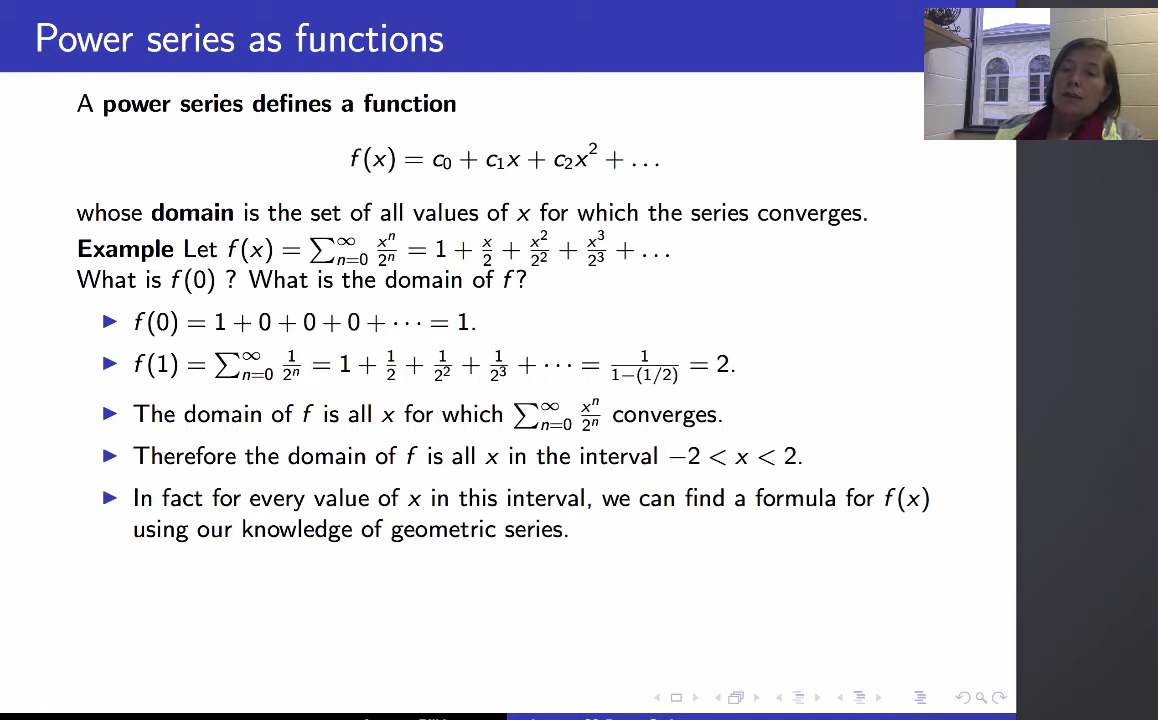 Power series as functions
A power series defines a function
f(x) = c₀ + c₁x + c₂x² + ...
whose domain is the set of all values of x for which the series converges.
Example Let f(x) = ∑_{n=0}^{∞} xⁿ/2ⁿ = 1 + x/2 + x²/2² + x³/2³ + ...
What is f(0) ? What is the domain of f?
▶ f(0) = 1 + 0 + 0 + 0 + ··· = 1.
▶ f(1) = ∑_{n=0}^{∞} 1/2ⁿ = 1 + 1/2 + 1/2² + 1/2³ + ··· = 1/(1−(1/2)) = 2.
▶ The domain of f is all x for which ∑_{n=0}^{∞} xⁿ/2ⁿ converges.
▶ Therefore the domain of f is all x in the interval −2 < x < 2.
▶ In fact for every value of x in this interval, we can find a formula for f(x)
using our knowledge of geometric series.